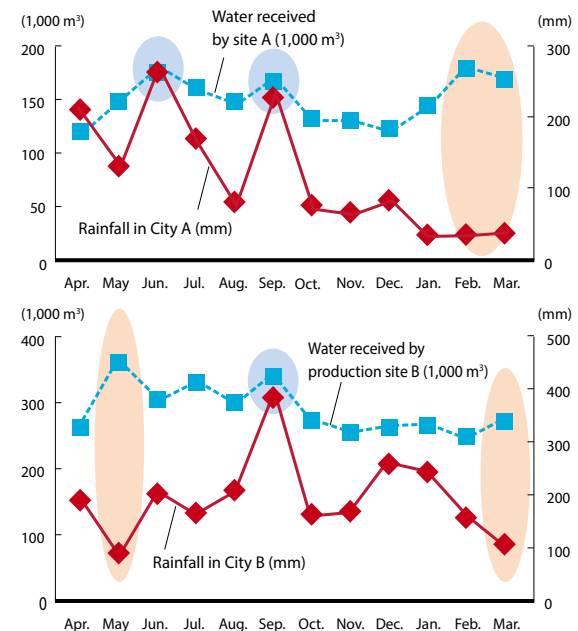 (1,000 m³)
(mm)
Water received
by site A (1,000 m³)
200
300
150
200
100
100
50
Rainfall in City A (mm)
0
0
Apr. May Jun. Jul. Aug. Sep. Oct. Nov. Dec. Jan. Feb. Mar.
(1,000 m³)
(mm)
400
500
Water received by
production site B (1,000 m³)
400
300
300
200
200
100
100
Rainfall in City B (mm)
0
0
Apr. May Jun. Jul. Aug. Sep. Oct. Nov. Dec. Jan. Feb. Mar.